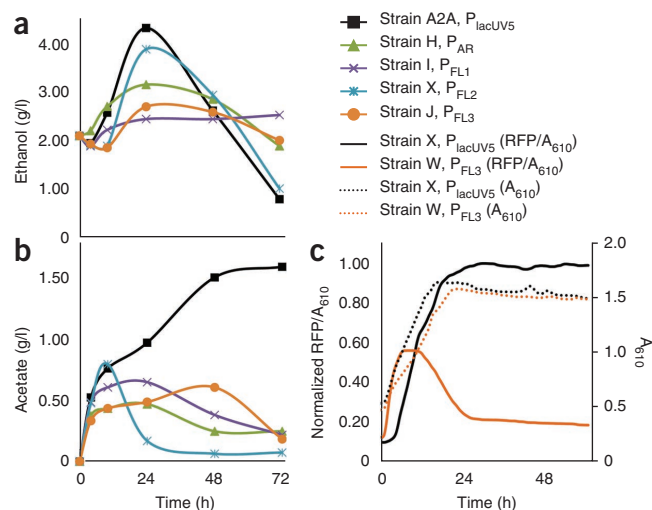 a
Ethanol (g/l)
4.00
3.00
2.00
1.00
0
Strain A2A, PlacUV5
Strain H, PAR
Strain I, PFL1
Strain X, PFL2
Strain J, PFL3
Strain X, PlacUV5 (RFP/A610)
Strain W, PFL3 (RFP/A610)
Strain X, PlacUV5 (A610)
Strain W, PFL3 (A610)
b
Acetate (g/l)
1.50
1.00
0.50
0
0 24 48 72
Time (h)
c
Normalized RFP/A610
1.00
0.80
0.60
0.40
0.20
0 24 48
Time (h)
2.0
1.5
1.0
0.5
0
A610